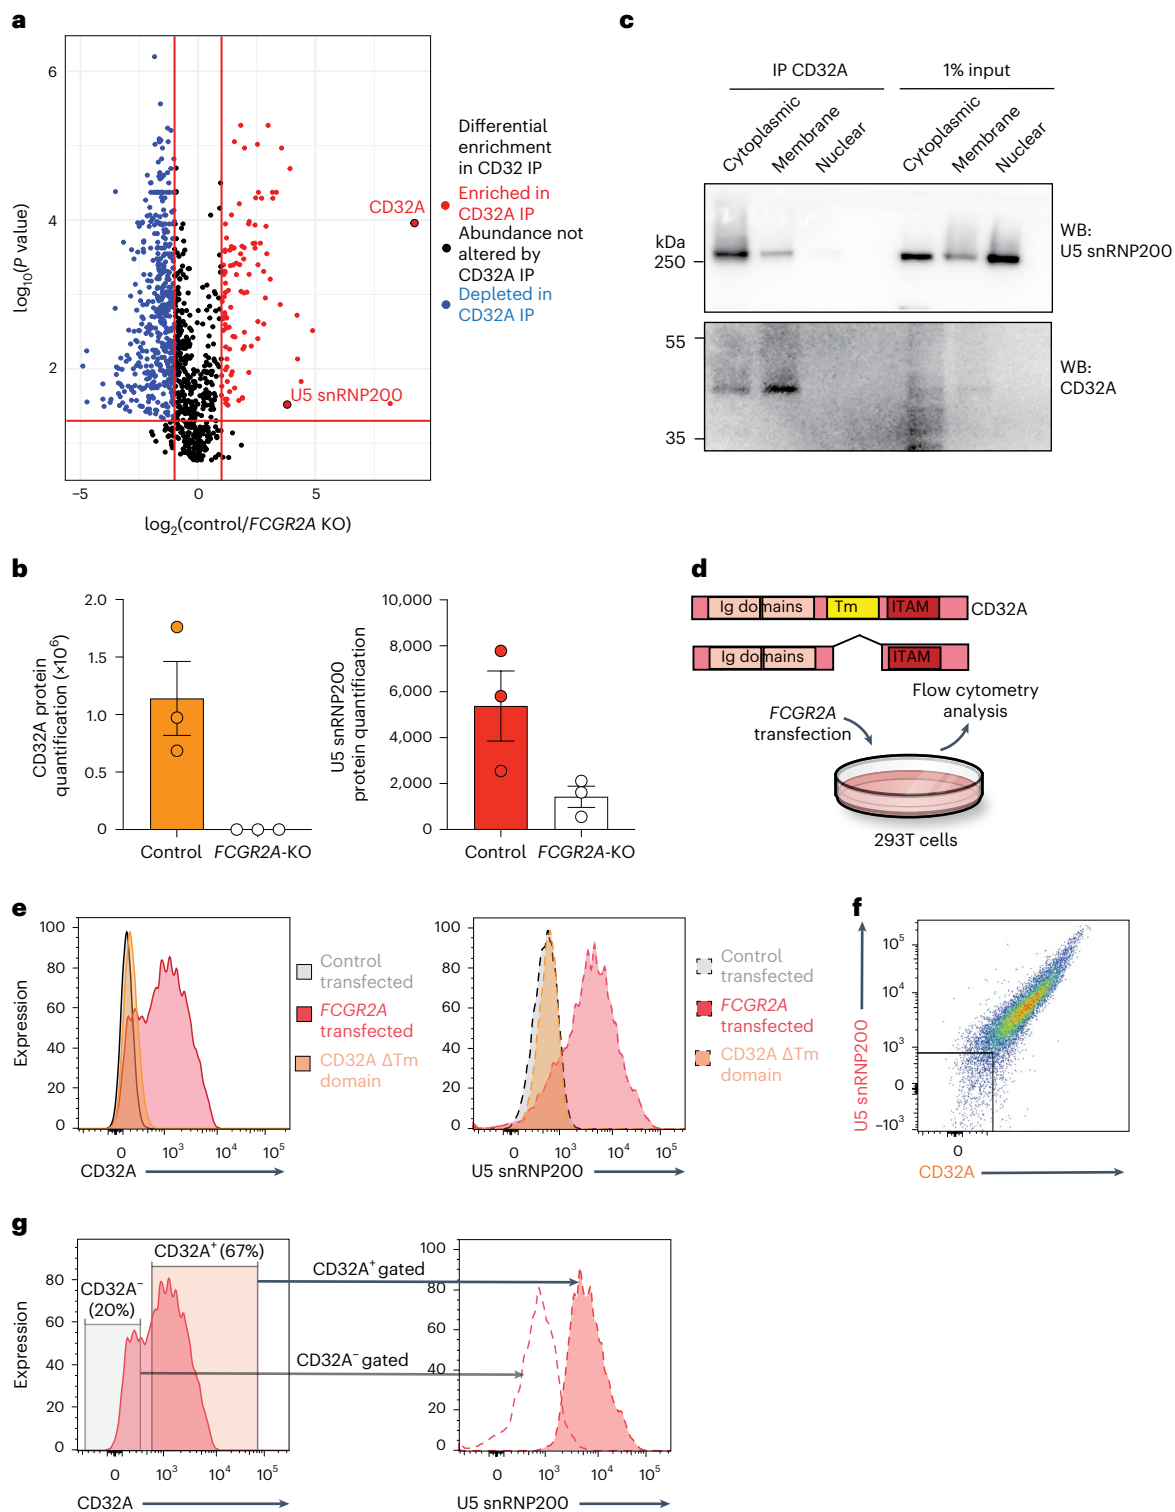 a
6
4
2
log10(P value)
−5
0
5
log2(control/FCGR2A KO)
CD32A
U5 snRNP200
Differential
enrichment
in CD32 IP
Enriched in
CD32A IP
Abundance not
altered by
CD32A IP
Depleted in
CD32A IP
c
IP CD32A
1% input
Cytoplasmic
Membrane
Nuclear
Cytoplasmic
Membrane
Nuclear
kDa
250
WB:
U5 snRNP200
55
35
WB:
CD32A
b
CD32A protein
quantification (×10⁶)
2.0
1.5
1.0
0.5
0
Control
FCGR2A-KO
U5 snRNP200
protein quantification
10,000
8,000
6,000
4,000
2,000
0
Control
FCGR2A-KO
d
Ig domains
Tm
ITAM
CD32A
Ig domains
ITAM
FCGR2A
transfection
Flow cytometry
analysis
293T cells
e
Expression
100
80
60
40
20
0
0
10³
10⁴
10⁵
CD32A
Control
transfected
FCGR2A
transfected
CD32A ΔTm
domain
100
80
60
40
20
0
0
10³
10⁴
10⁵
U5 snRNP200
Control
transfected
FCGR2A
transfected
CD32A ΔTm
domain
f
U5 snRNP200
10⁵
10⁴
10³
0
−10³
0
CD32A
g
Expression
80
60
40
20
0
CD32A⁻
(20%)
CD32A⁺ (67%)
0
10³
10⁴
10⁵
CD32A
CD32A⁺ gated
CD32A⁻ gated
100
80
60
40
20
0
0
10³
10⁴
10⁵
U5 snRNP200